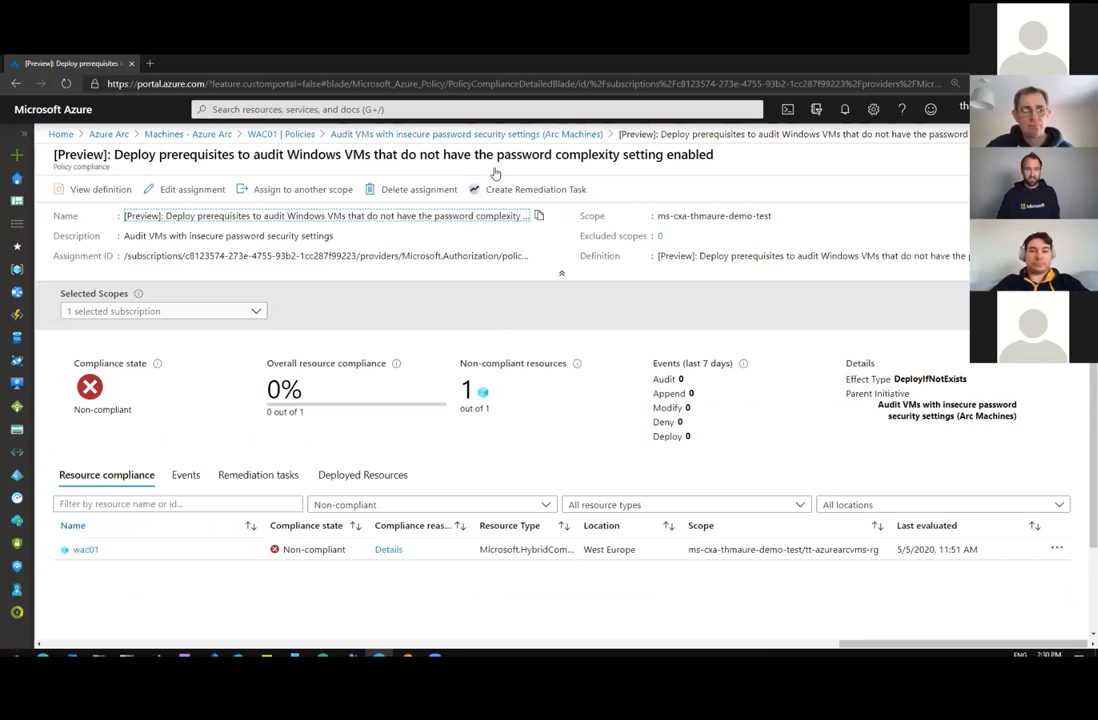 [Preview]: Deploy prerequisites
https://portal.azure.com/?feature.customportal=false#blade/Microsoft_Azure_Policy/PolicyComplianceDetailedBlade/id/%2Fsubscriptions%2Fc8123574-273e-4755-93b2-1cc287f99223%2Fproviders%2FMicr...
Microsoft Azure
Search resources, services, and docs (G+/)
th
Home > Azure Arc > Machines - Azure Arc > WAC01 | Policies > Audit VMs with insecure password security settings (Arc Machines) > [Preview]: Deploy prerequisites to audit Windows VMs that do not have the password
[Preview]: Deploy prerequisites to audit Windows VMs that do not have the password complexity setting enabled
Policy compliance
View definition Edit assignment Assign to another scope Delete assignment Create Remediation Task
Name : [Preview]: Deploy prerequisites to audit Windows VMs that do not have the password complexity ... Scope : ms-cxa-thmaure-demo-test
Description : Audit VMs with insecure password security settings Excluded scopes : 0
Assignment ID : /subscriptions/c8123574-273e-4755-93b2-1cc287f99223/providers/Microsoft.Authorization/polic... Definition : [Preview]: Deploy prerequisites to audit Windows VMs that do not have the p
Selected Scopes
1 selected subscription
Compliance state Overall resource compliance Non-compliant resources Events (last 7 days) Details
Non-compliant
0%
0 out of 1
1
out of 1
Audit 0
Append 0
Modify 0
Deny 0
Deploy 0
Effect Type DeployIfNotExists
Parent Initiative
Audit VMs with insecure password
security settings (Arc Machines)
Microsoft
Resource compliance Events Remediation tasks Deployed Resources
Filter by resource name or id... Non-compliant All resource types All locations
Name Compliance state Compliance reas... Resource Type Location Scope Last evaluated
wac01 Non-compliant Details Microsoft.HybridCom... West Europe ms-cxa-thmaure-demo-test/tt-azurearcvms-rg 5/5/2020, 11:51 AM ...
ENG 2:30 PM